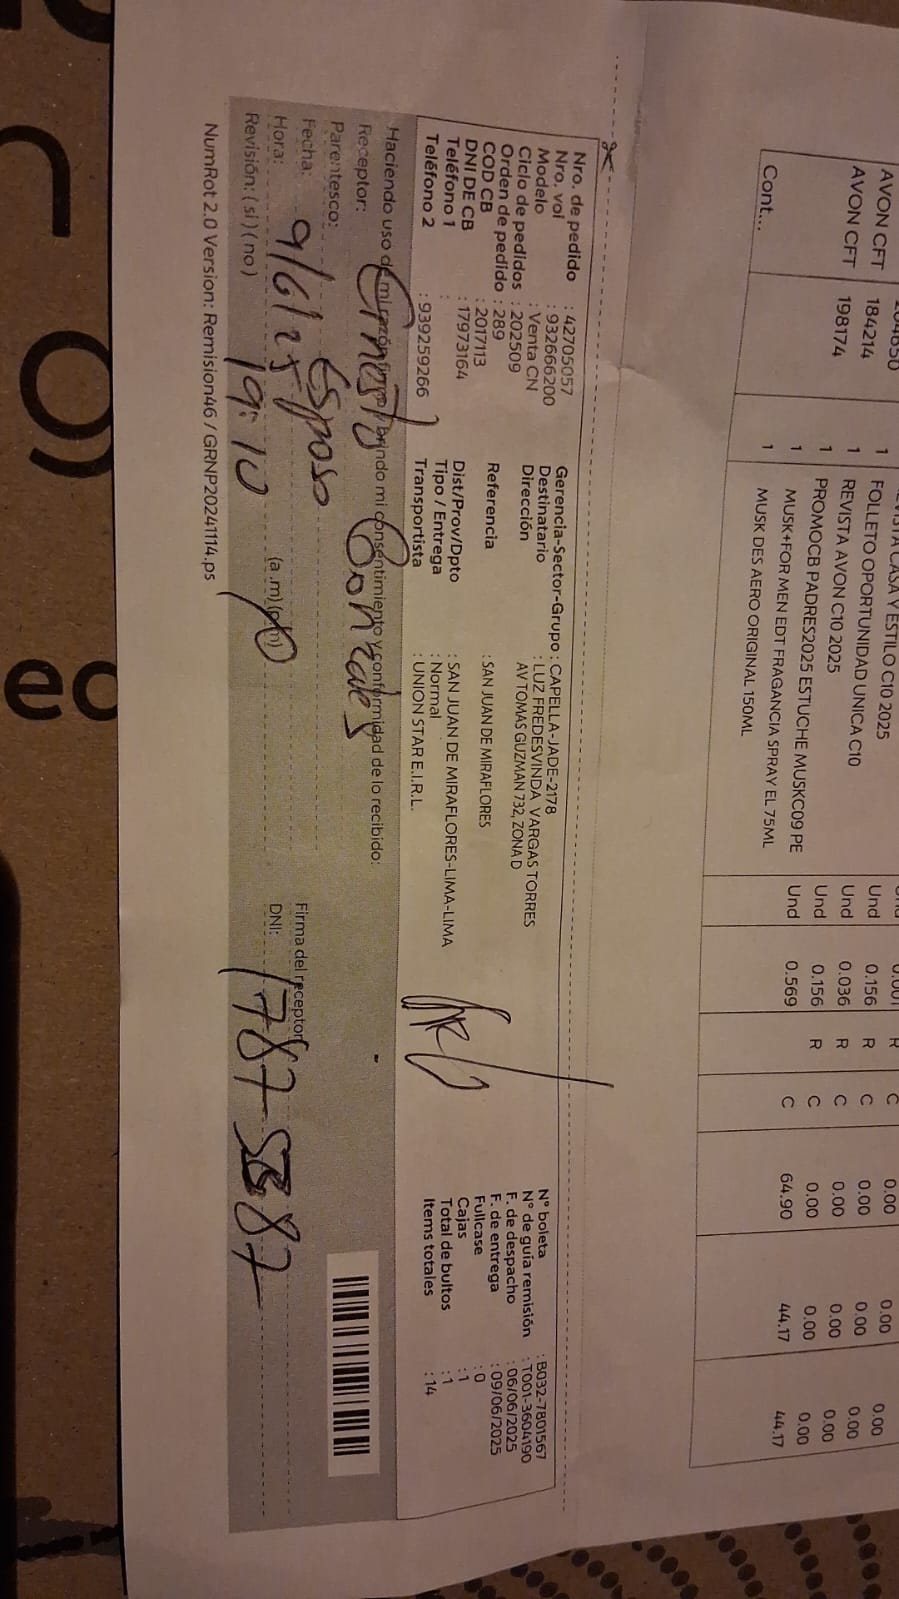 REVISTA CASA Y ESTILO C10 2025
AVON CFT 184214 1 FOLLETO OPORTUNIDAD UNICA C10 Und 0.156 R C 0.00 0.00 0.00
AVON CFT 198174 1 REVISTA AVON C10 2025 Und 0.036 R C 0.00 0.00 0.00
1 PROMOCB PADRES2025 ESTUCHE MUSKC09 PE Und 0.156 R C 0.00 0.00 0.00
1 MUSK+FOR MEN EDT FRAGANCIA SPRAY EL 75ML Und 0.569 C 64.90 44.17 44.17
1 MUSK DES AERO ORIGINAL 150ML
Cont...
Nro. de pedido : 42705057
Nro. vol : 932666200
Modelo : Venta CN
Ciclo de pedidos : 202509
Orden de pedido : 289
COD CB : 2017113
DNI DE CB : 17973164
Teléfono 1 :
Teléfono 2 : 939259266
Gerencia-Sector-Grupo : CAPELLA-JADE-2178
Destinatario : LUZ FREDESVINDA VARGAS TORRES
Dirección AV TOMAS GUZMAN 732, ZONA D
Referencia : SAN JUAN DE MIRAFLORES
Dist/Prov/Dpto : SAN JUAN DE MIRAFLORES-LIMA-LIMA
Tipo / Entrega : Normal
Transportista : UNION STAR E.I.R.L.
N° boleta : B032-7801567
N° de guía remisión : T001-3604190
F. de despacho : 06/06/2025
F. de entrega : 09/06/2025
Fullcase : 0
Cajas : 1
Total de bultos : 1
Items totales : 14
Haciendo uso de mi razón brindo mi consentimiento y conformidad de lo recibido:
Receptor: Ernesto Gonzales
Parentesco: Esposo
Fecha: 9/6/25
Hora: 19:10 (a.m) (p.m)
Revisión: (si) (no)
Firma del receptor
DNI: 1787 87
NumRot 2.0 Version: Remision46 / GRNP20241114.ps